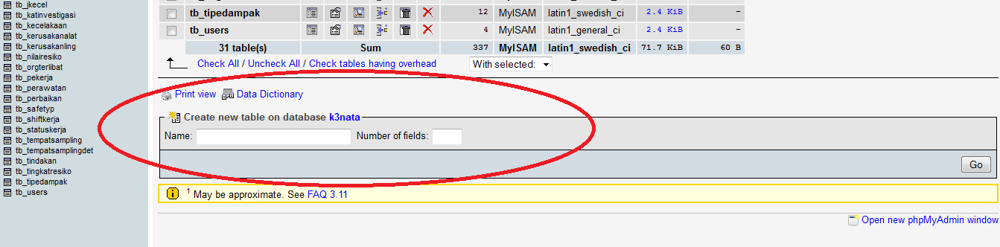 tb_jkecel
tb_katinvestigasi
tb_kecelakaan
tb_kerusakanalat
tb_kerusakanling
tb_nilairesiko
tb_orgterlibat
tb_pekerja
tb_perawatan
tb_perbaikan
tb_safetyp
tb_shiftkerja
tb_statuskerja
tb_tempatsampling
tb_tempatsamplingdet
tb_tindakan
tb_tingkatresiko
tb_tipedampak
tb_users
tb_tipedampak 12 MyISAM latin1_swedish_ci 2.4 KiB -
tb_users 4 MyISAM latin1_general_ci 2.4 KiB -
31 table(s) Sum 337 MyISAM latin1_swedish_ci 71.7 KiB 60 B
Check All / Uncheck All / Check tables having overhead With selected:
Print view Data Dictionary
Create new table on database k3nata
Name: Number of fields:
Go
1 May be approximate. See FAQ 3.11
Open new phpMyAdmin window